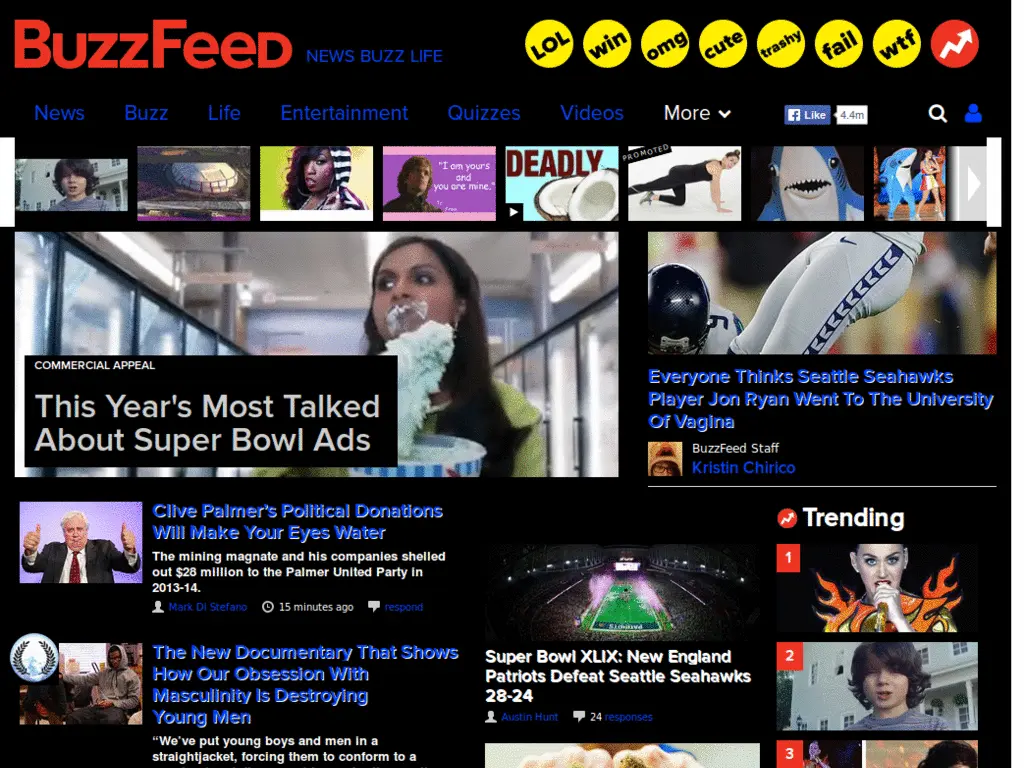 BuzzFeed NEWS BUZZ LIFE
LOL win omg cute trashy fail wtf
News Buzz Life Entertainment Quizzes Videos More Like 4.4m
"I am yours
and
you are mine."
DEADLY
PROMOTED
COMMERCIAL APPEAL
This Year's Most Talked
About Super Bowl Ads
Everyone Thinks Seattle Seahawks
Player Jon Ryan Went To The University
Of Vagina
BuzzFeed Staff
Kristin Chirico
Clive Palmer's Political Donations
Will Make Your Eyes Water
The mining magnate and his companies shelled
out $28 million to the Palmer United Party in
2013-14.
Mark Di Stefano 15 minutes ago respond
The New Documentary That Shows
How Our Obsession With
Masculinity Is Destroying
Young Men
“We’ve put young boys and men in a
straightjacket, forcing them to conform to a
PATRIOTS
Super Bowl XLIX: New England
Patriots Defeat Seattle Seahawks
28-24
Austin Hunt 24 responses
Trending
1
2
3